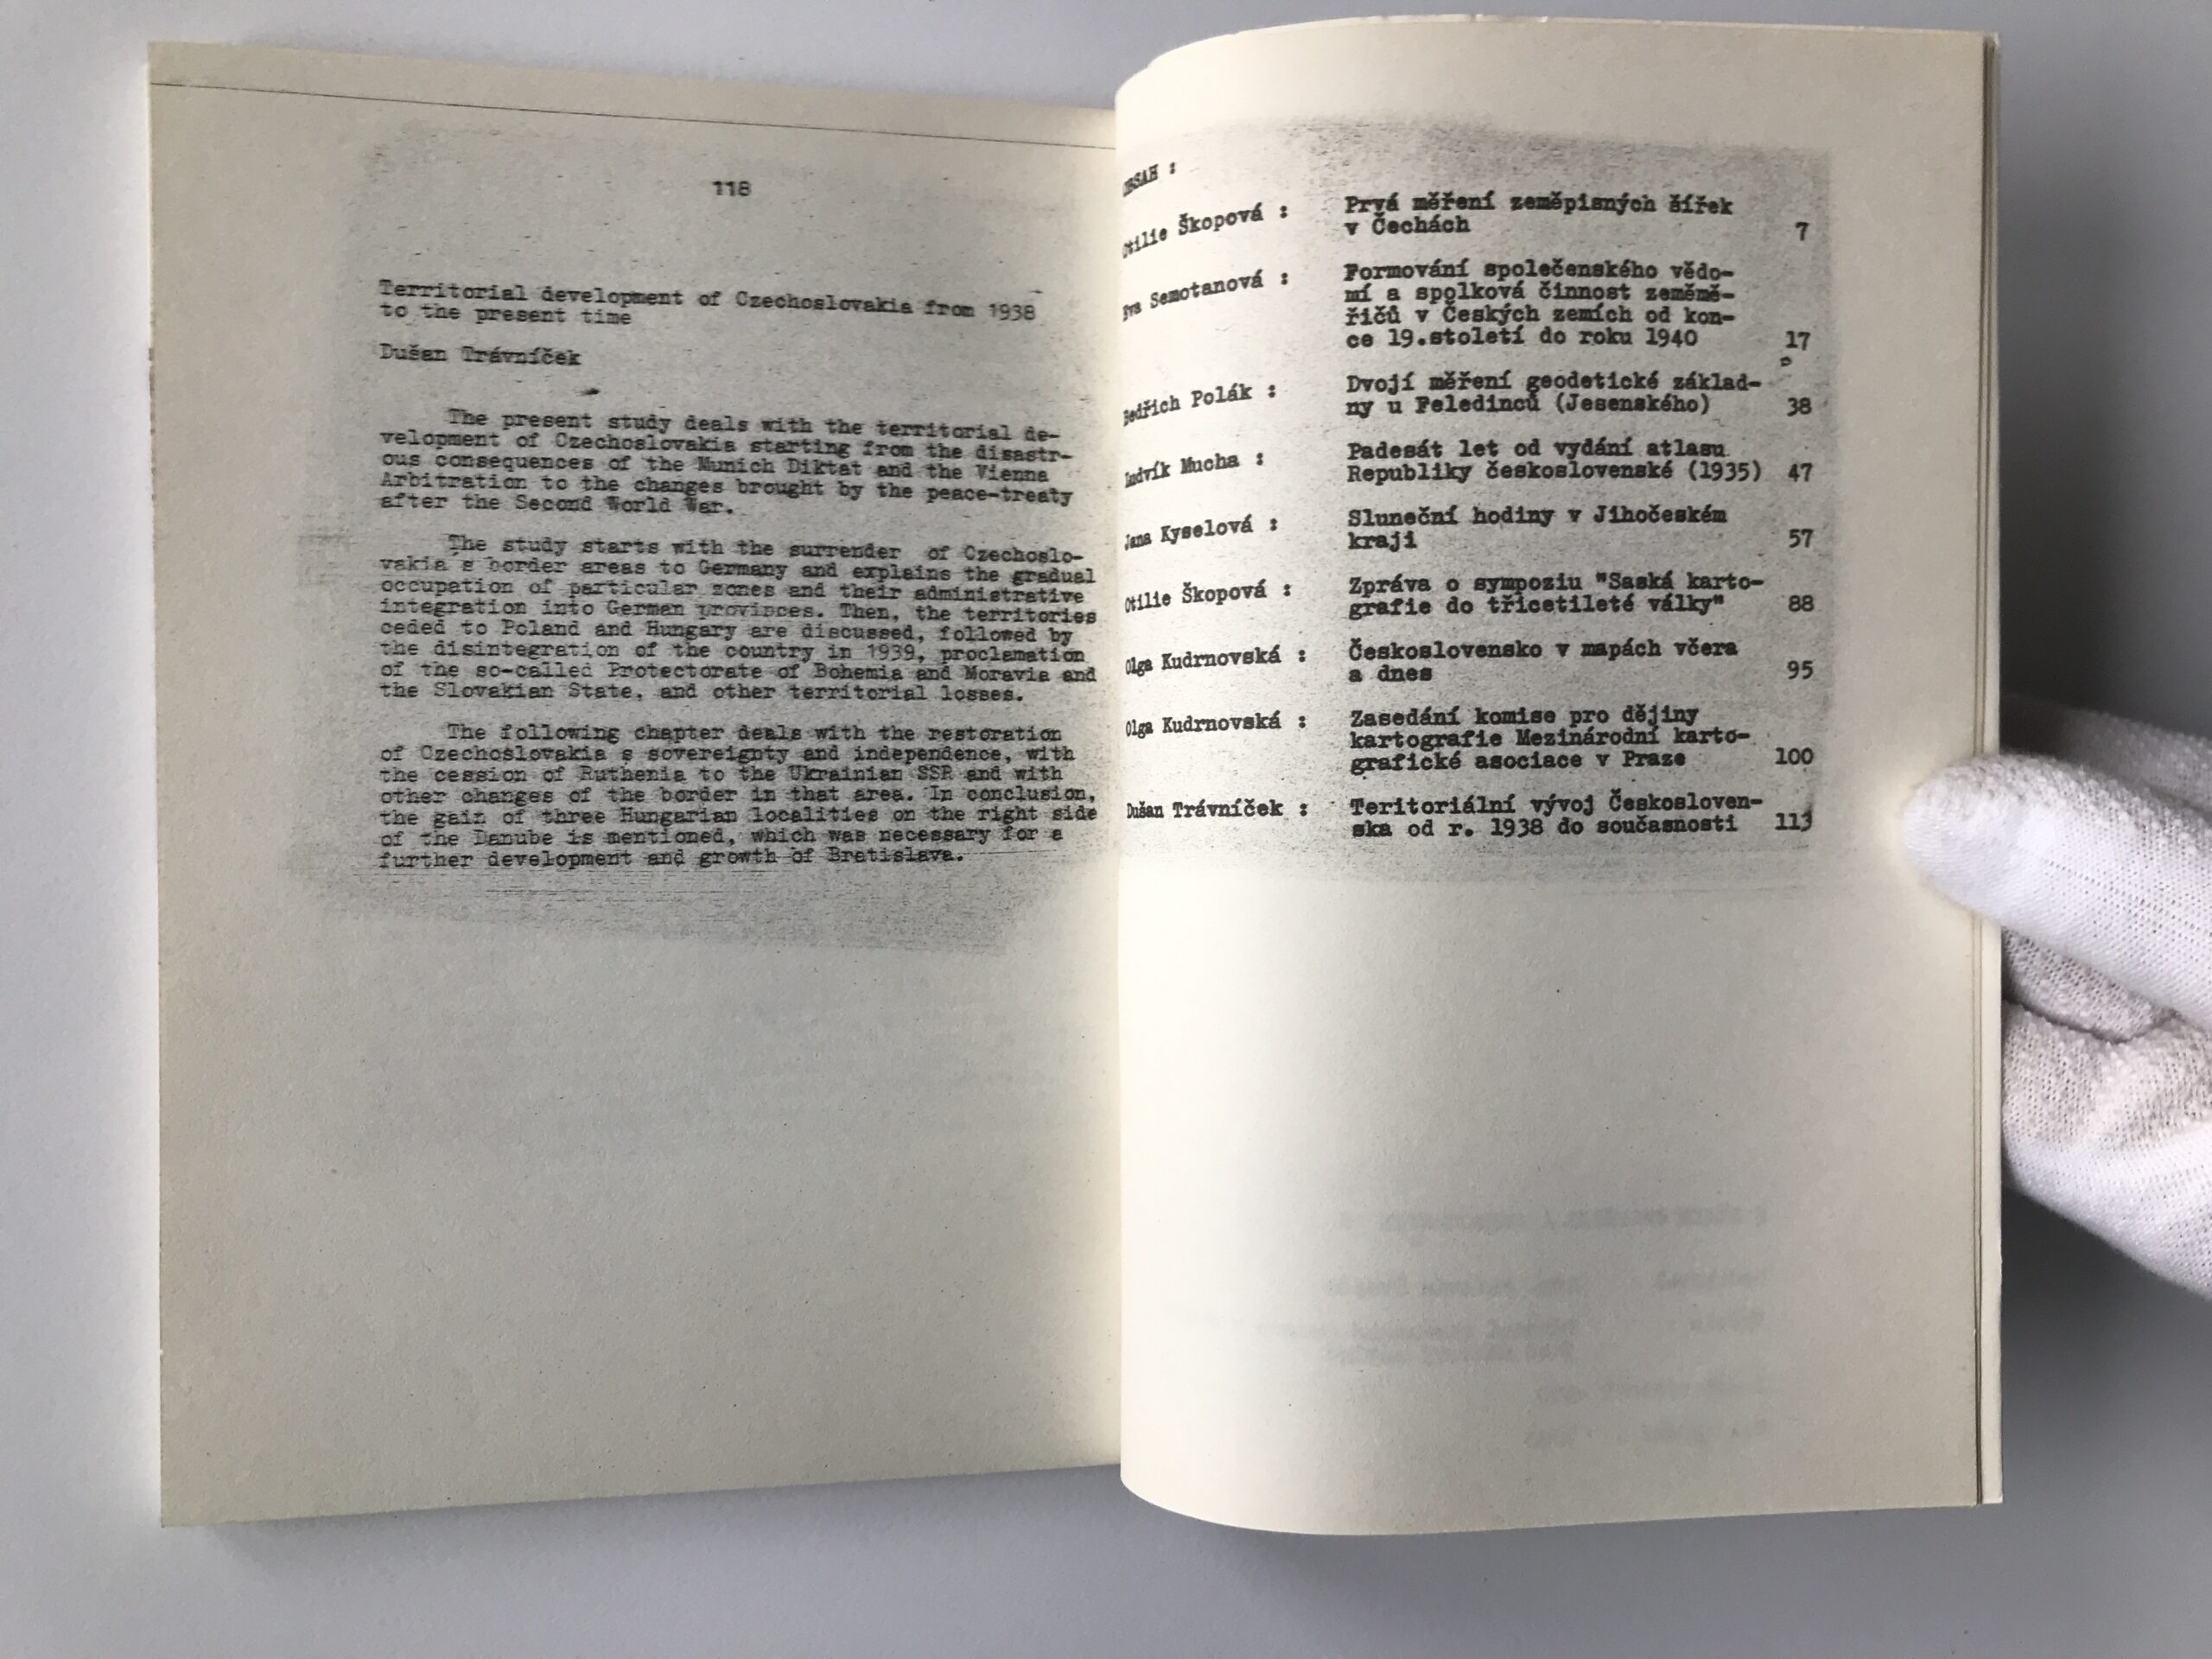 118
Territorial development of Czechoslovakia from 1938
to the present time
Dušan Trávníček
The present study deals with the territorial de-
velopment of Czechoslovakia starting from the disastr-
ous consequences of the Munich Diktat and the Vienna
Arbitration to the changes brought by the peace-treaty
after the Second World War.
The study starts with the surrender of Czechoslo-
vakia s border areas to Germany and explains the gradual
occupation of particular zones and their administrative
integration into German provinces. Then, the territories
ceded to Poland and Hungary are discussed, followed by
the disintegration of the country in 1939, proclamation
of the so-called Protectorate of Bohemia and Moravia and
the Slovakian State, and other territorial losses.
The following chapter deals with the restoration
of Czechoslovakia s sovereignty and independence, with
the cession of Ruthenia to the Ukrainian SSR and with
other changes of the border in that area. In conclusion,
the gain of three Hungarian localities on the right side
of the Danube is mentioned, which was necessary for a
further development and growth of Bratislava.
OBSAH :
Otilie Škopová : Prvá měření zeměpisných šířek
v Čechách 7
Eva Semotanová : Formování společenského vědo-
mí a spolková činnost zeměmě-
řičů v Českých zemích od kon-
ce 19.století do roku 1940 17
Bedřich Polák : Dvojí měření geodetické základ-
ny u Feledinců (Jesenského) 38
Ludvík Mucha : Padesát let od vydání atlasu
Republiky československé (1935) 47
Jana Kyselová : Sluneční hodiny v Jihočeském
kraji 57
Otilie Škopová : Zpráva o sympoziu "Saská karto-
grafie do třicetileté války" 88
Olga Kudrnovská : Československo v mapách včera
a dnes 95
Olga Kudrnovská : Zasedání komise pro dějiny
kartografie Mezinárodní karto-
grafické asociace v Praze 100
Dušan Trávníček : Teritoriální vývoj Českosloven-
ska od r. 1938 do současnosti 113